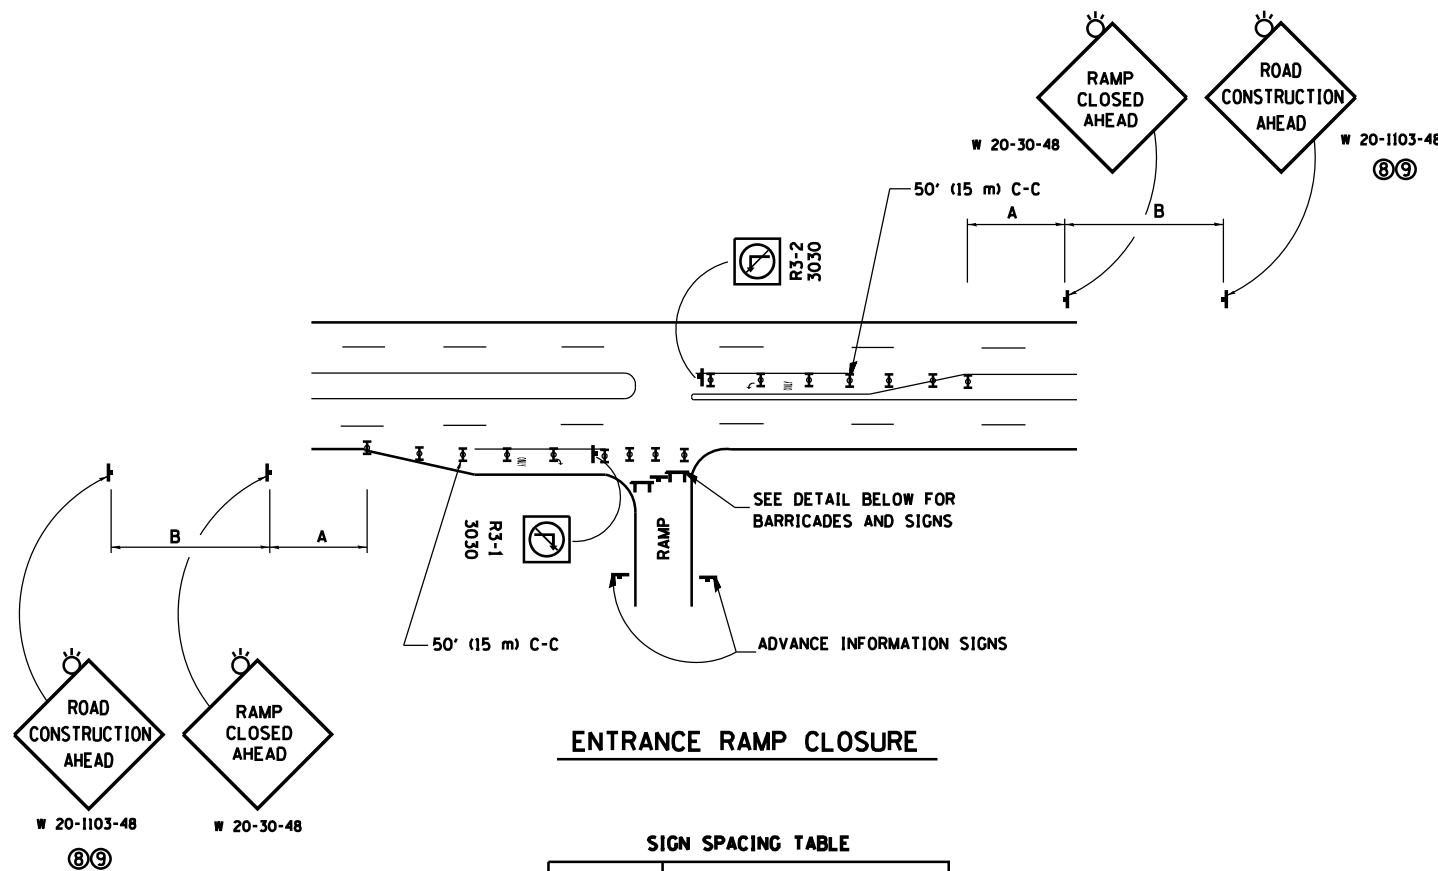 RAMP
CLOSED
AHEAD
W 20-30-48
ROAD
CONSTRUCTION
AHEAD
W 20-1103-48
⑧⑨
50' (15 m) C-C
A
B
R3-2
3030
ONLY
ONLY
SEE DETAIL BELOW FOR
BARRICADES AND SIGNS
RAMP
R3-1
3030
B
A
50' (15 m) C-C
ADVANCE INFORMATION SIGNS
ROAD
CONSTRUCTION
AHEAD
W 20-1103-48
⑧⑨
RAMP
CLOSED
AHEAD
W 20-30-48
ENTRANCE RAMP CLOSURE
SIGN SPACING TABLE